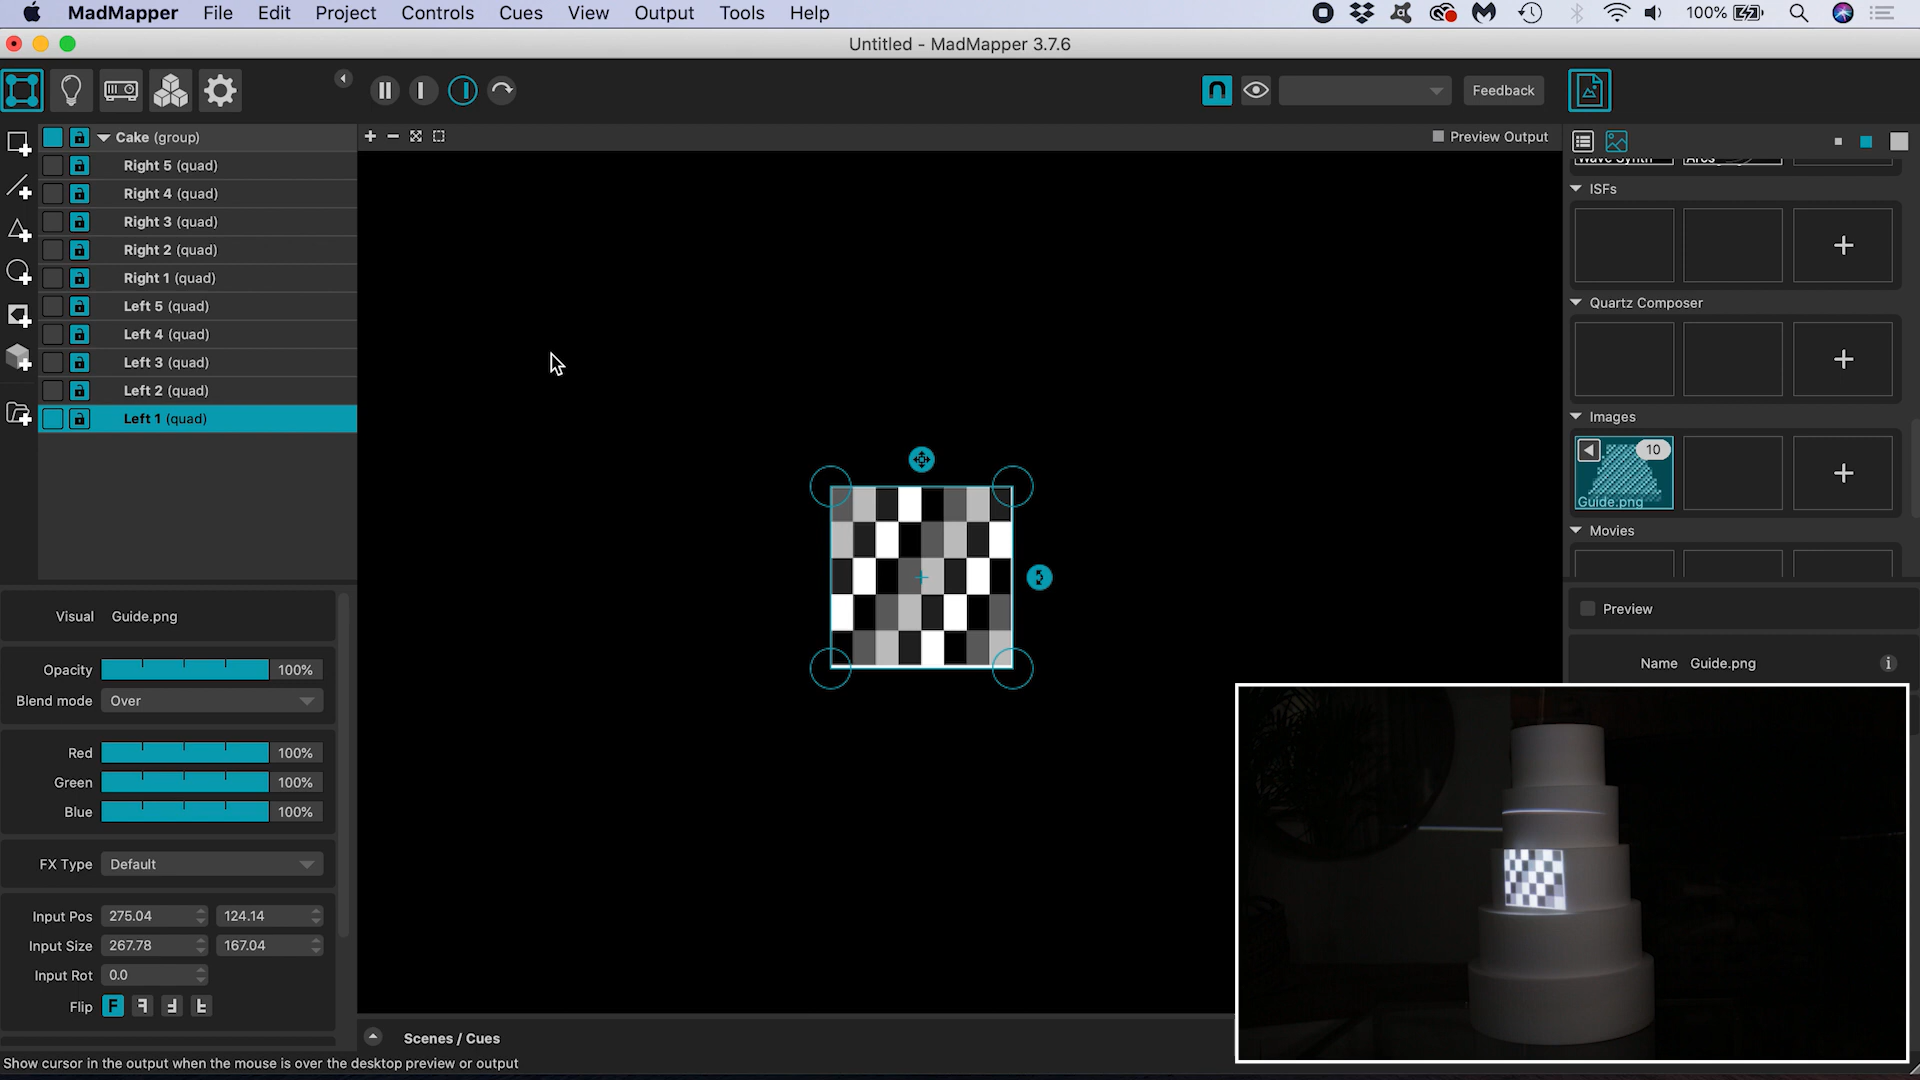 MadMapper File Edit Project Controls Cues View Output Tools Help 100%
Untitled - MadMapper 3.7.6
Feedback
Cake (group)
Preview Output
Right 5 (quad)
Right 4 (quad)
Right 3 (quad)
Right 2 (quad)
Right 1 (quad)
Left 5 (quad)
Left 4 (quad)
Left 3 (quad)
Left 2 (quad)
Left 1 (quad)
Visual Guide.png
Opacity 100%
Blend mode Over
Red 100%
Green 100%
Blue 100%
FX Type Default
Input Pos 275.04 124.14
Input Size 267.78 167.04
Input Rot 0.0
Flip
Scenes / Cues
Show cursor in the output when the mouse is over the desktop preview or output
Wave Synth Arcs
ISFs
Quartz Composer
Images
10
Guide.png
Movies
Preview
Name Guide.png